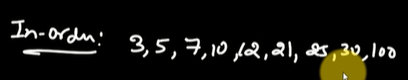 In-order: 3, 5, 7, 10, 12, 21, 25, 30, 100